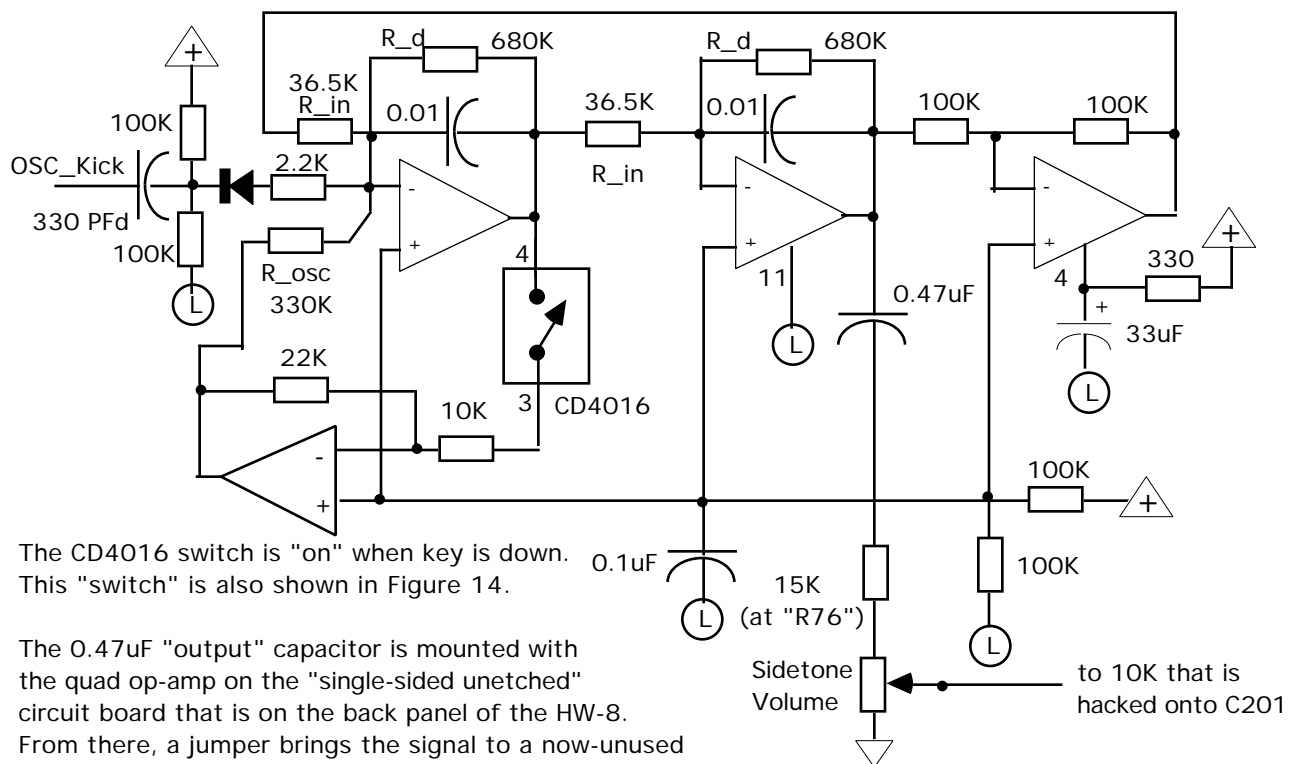 R_d
680K
R_d
680K
36.5K
R_in
0.01
36.5K
R_in
0.01
100K
100K
100K
OSC_Kick
2.2K
330 PFd
100K
R_osc
330K
-
+
4
-
+
11
L
-
+
4
330
+
+
33uF
L
0.47uF
+
L
22K
3
CD4016
10K
-
+
100K
+
0.1uF
L
15K
(at "R76")
100K
L
The CD4016 switch is "on" when key is down.
This "switch" is also shown in Figure 14.
The 0.47uF "output" capacitor is mounted with
the quad op-amp on the "single-sided unetched"
circuit board that is on the back panel of the HW-8.
From there, a jumper brings the signal to a now-unused
Sidetone
Volume
to 10K that is
hacked onto C201